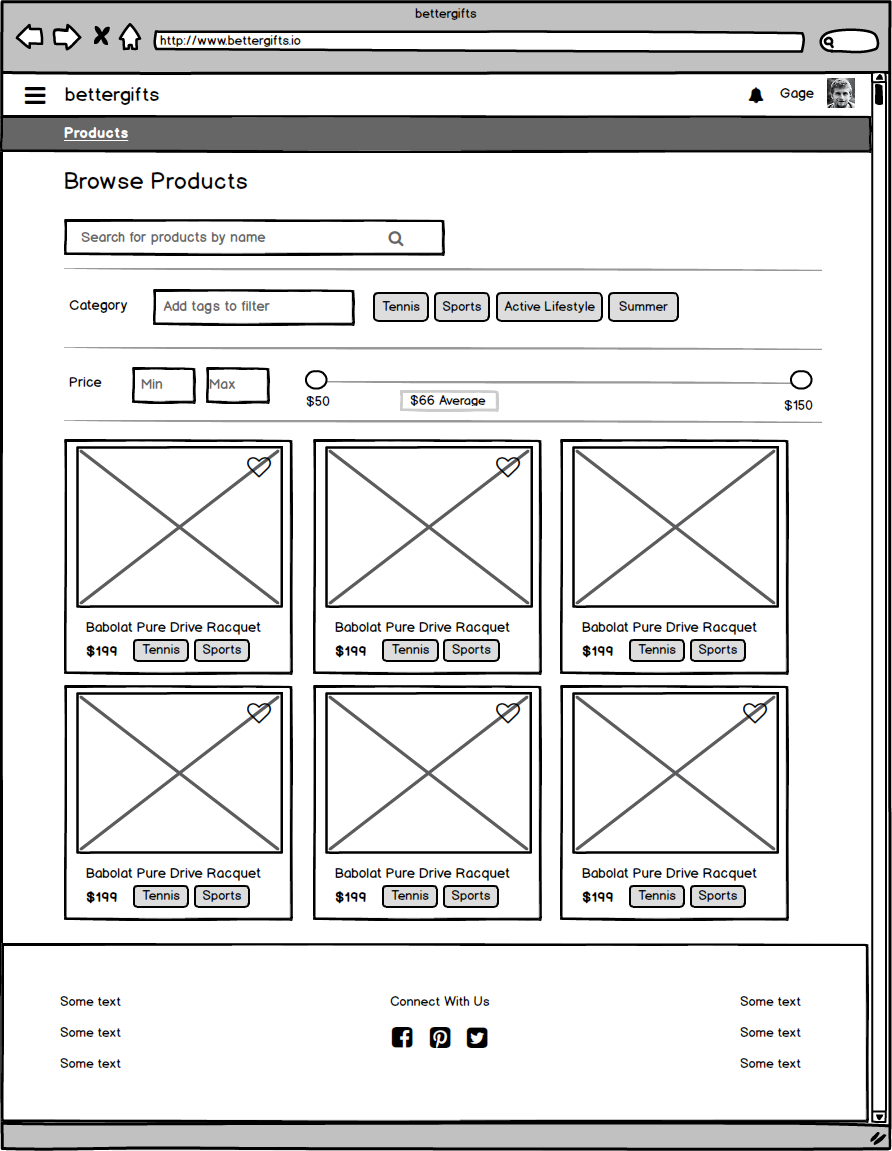 bettergifts
http://www.bettergifts.io
bettergifts Gage
Products
Browse Products
Search for products by name
Category Add tags to filter Tennis Sports Active Lifestyle Summer
Price Min Max
$50 $66 Average $150
Babolat Pure Drive Racquet Babolat Pure Drive Racquet Babolat Pure Drive Racquet
$199 Tennis Sports $199 Tennis Sports $199 Tennis Sports
Babolat Pure Drive Racquet Babolat Pure Drive Racquet Babolat Pure Drive Racquet
$199 Tennis Sports $199 Tennis Sports $199 Tennis Sports
Some text Connect With Us Some text
Some text Some text
Some text Some text